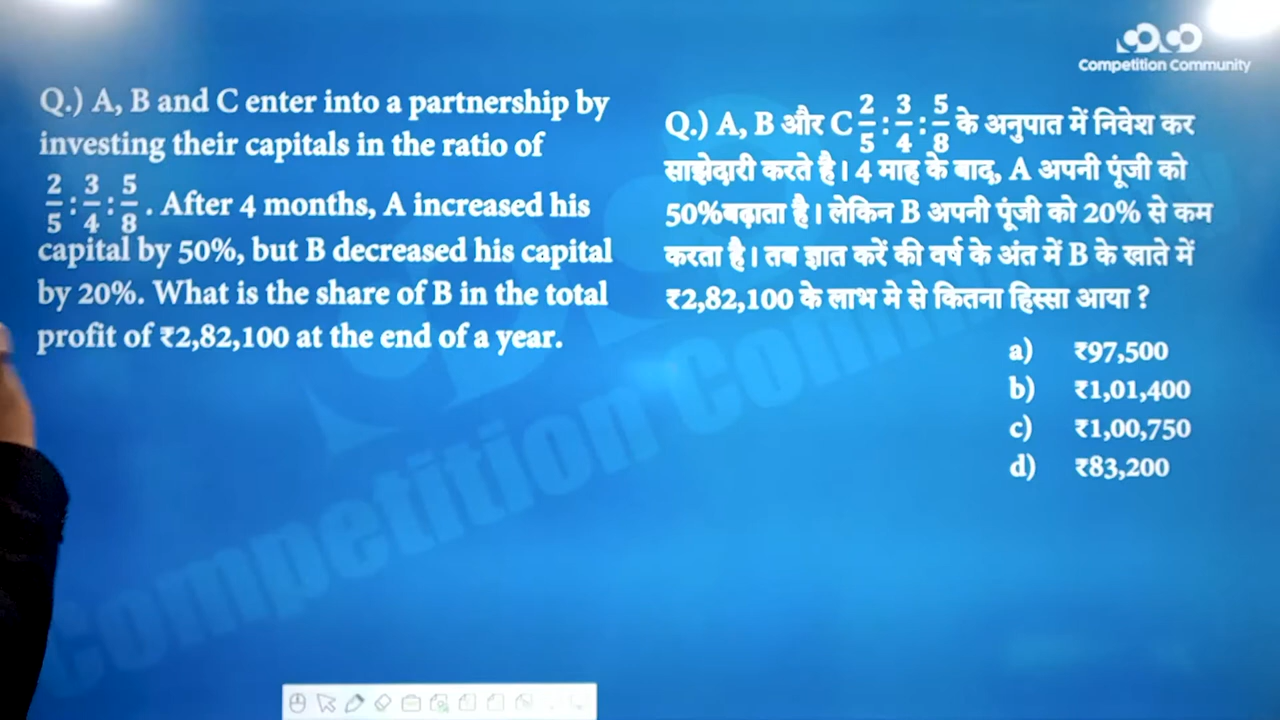 Competition Community
Q.) A, B and C enter into a partnership by
investing their capitals in the ratio of
2/5 : 3/4 : 5/8 . After 4 months, A increased his
capital by 50%, but B decreased his capital
by 20%. What is the share of B in the total
profit of ₹2,82,100 at the end of a year.
Q.) A, B और C 2/5 : 3/4 : 5/8 के अनुपात में निवेश कर
साझेदारी करते है। 4 माह के बाद, A अपनी पूंजी को
50%बढ़ाता है। लेकिन B अपनी पूंजी को 20% से कम
करता है। तब ज्ञात करें की वर्ष के अंत में B के खाते में
₹2,82,100 के लाभ मे से कितना हिस्सा आया ?
a) ₹97,500
b) ₹1,01,400
c) ₹1,00,750
d) ₹83,200
Competition Community